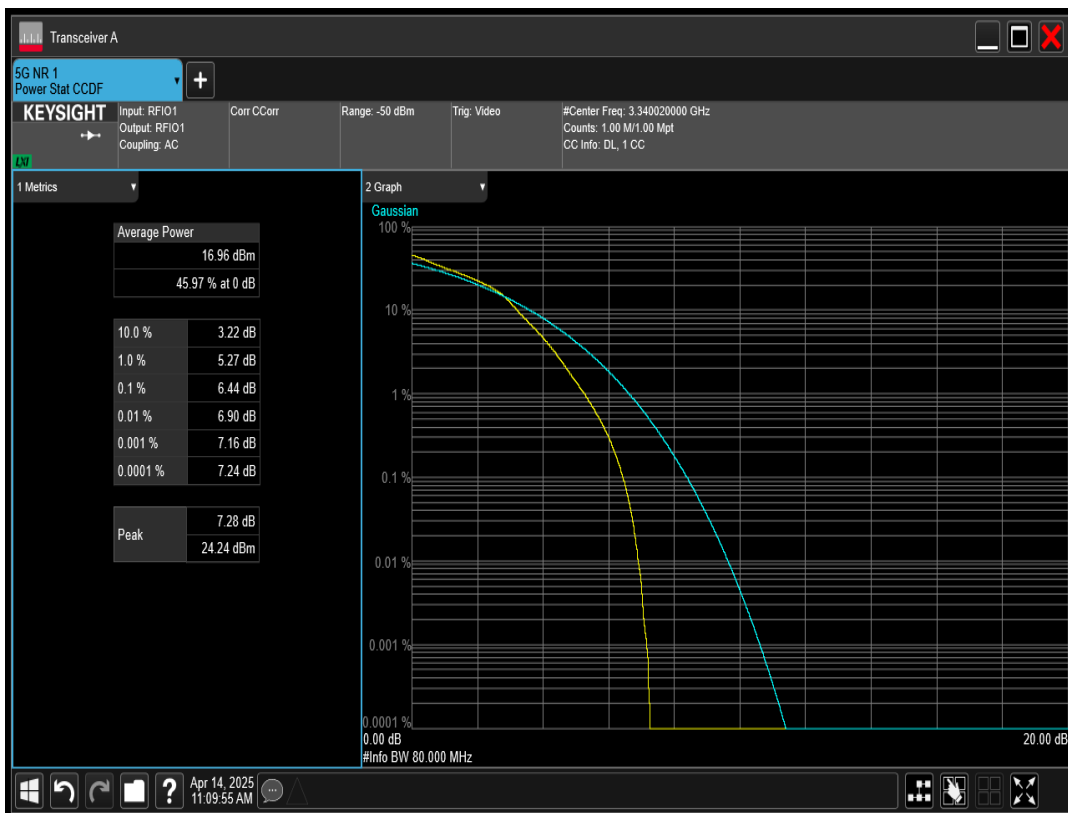 Transceiver A
5G NR 1
Power Stat CCDF
+
KEYSIGHT
LXI
Input: RFIO1
Output: RFIO1
Coupling: AC
Corr CCorr
Range: -50 dBm
Trig: Video
#Center Freq: 3.340020000 GHz
Counts: 1.00 M/1.00 Mpt
CC Info: DL, 1 CC
1 Metrics
Average Power
16.96 dBm
45.97 % at 0 dB
10.0 % 3.22 dB
1.0 % 5.27 dB
0.1 % 6.44 dB
0.01 % 6.90 dB
0.001 % 7.16 dB
0.0001 % 7.24 dB
Peak
7.28 dB
24.24 dBm
2 Graph
Gaussian
100 %
10 %
1 %
0.1 %
0.01 %
0.001 %
0.0001 %
0.00 dB 20.00 dB
#Info BW 80.000 MHz
?
Apr 14, 2025
11:09:55 AM